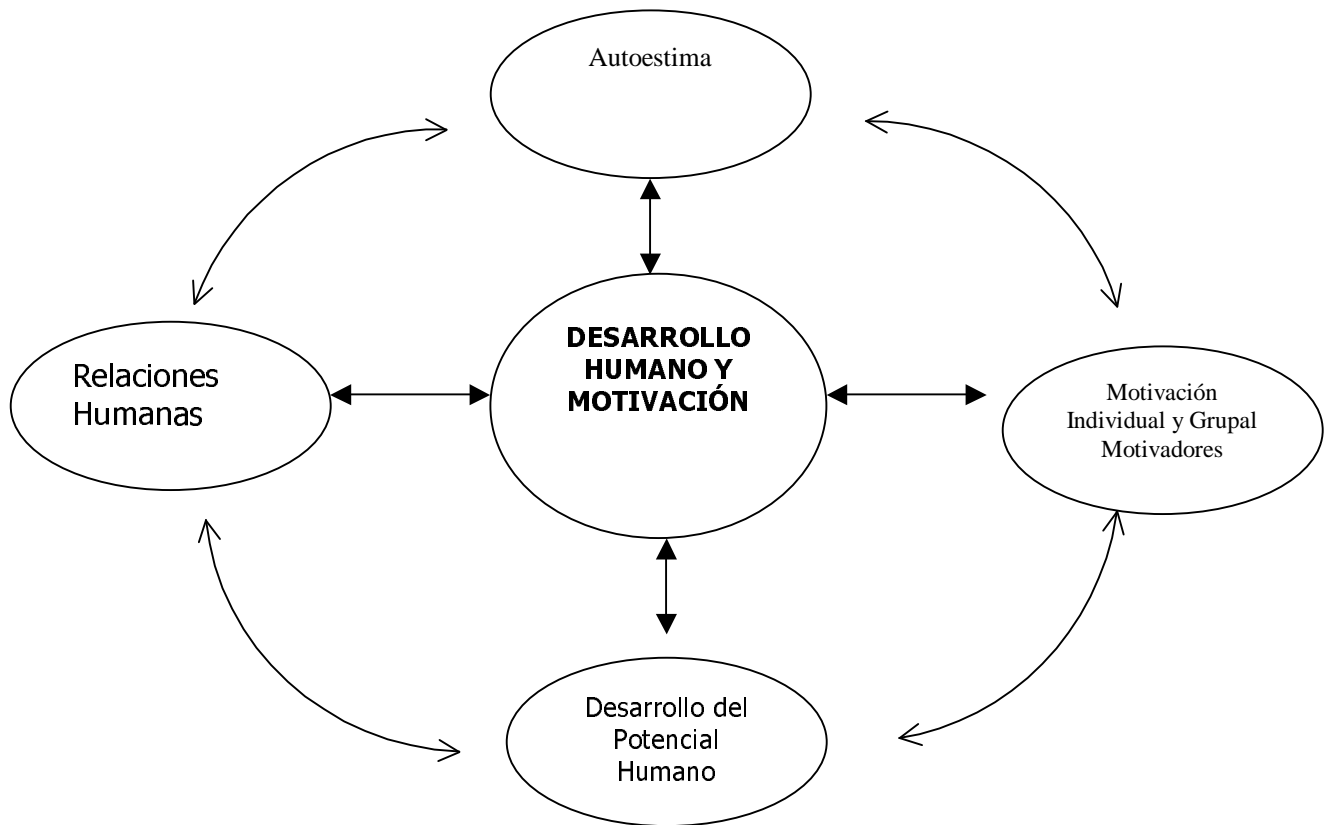 Autoestima
DESARROLLO
HUMANO Y
MOTIVACIÓN
Relaciones
Humanas
Motivación
Individual y Grupal
Motivadores
Desarrollo del
Potencial
Humano